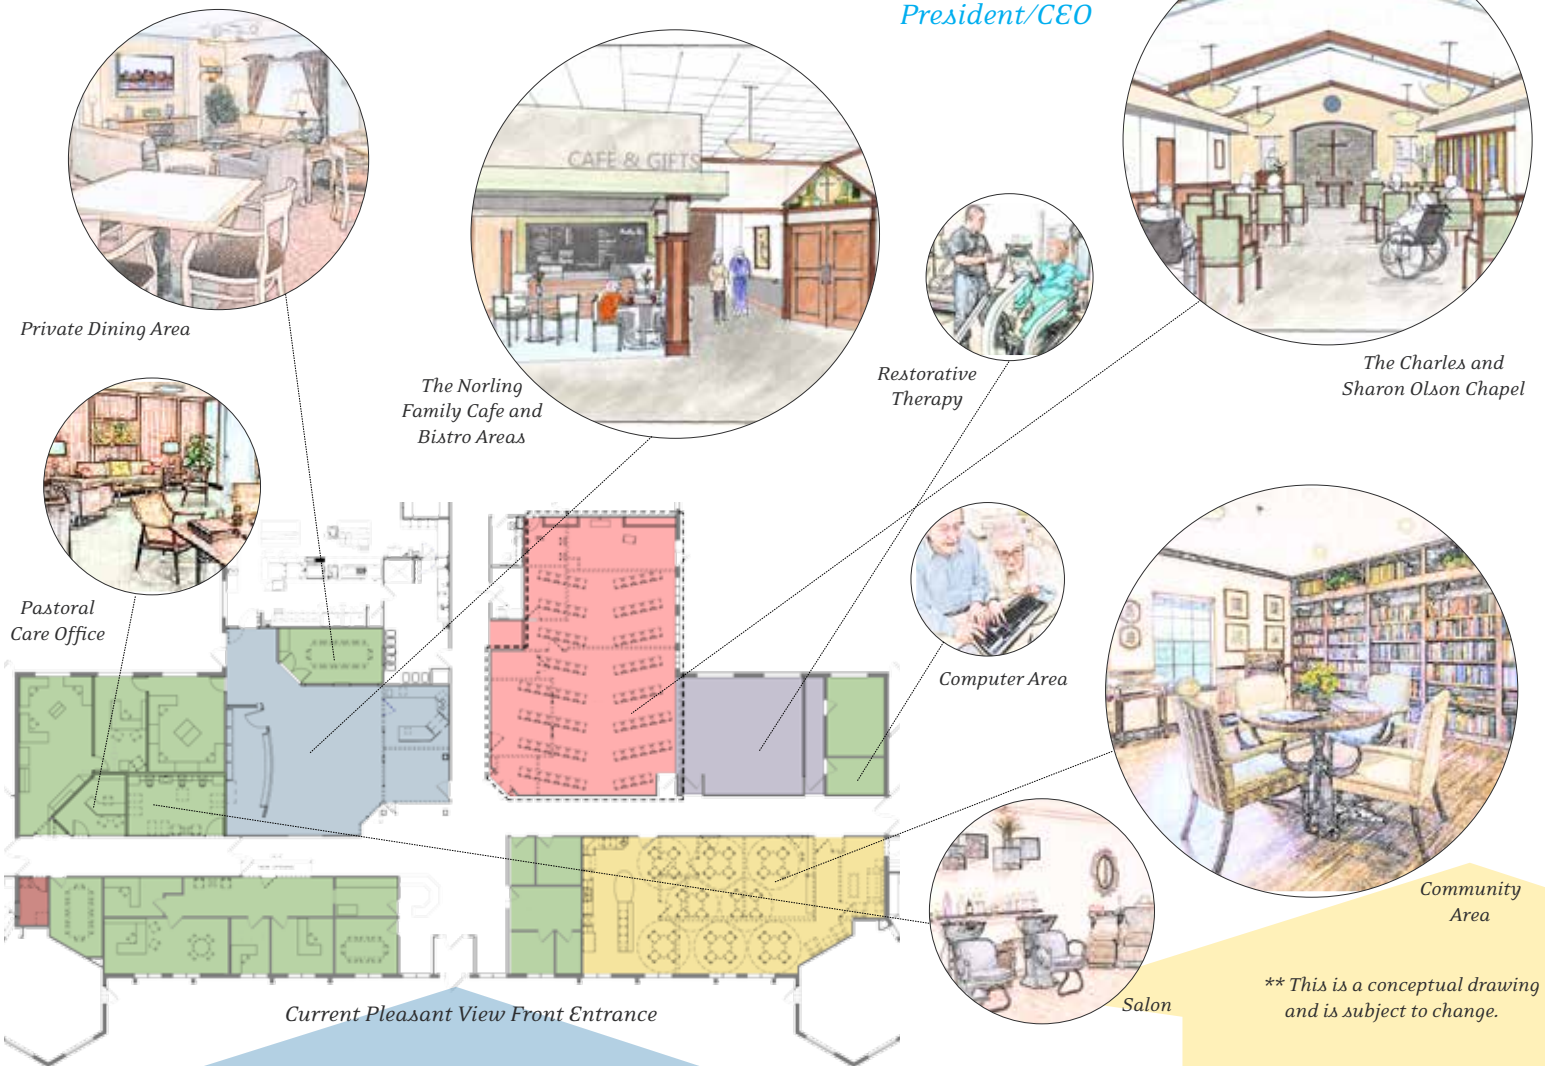 President/CEO
CAFE & GIFTS
Private Dining Area
The Norling
Family Cafe and
Bistro Areas
Restorative
Therapy
The Charles and
Sharon Olson Chapel
Pastoral
Care Office
Computer Area
Community
Area
Salon
** This is a conceptual drawing
and is subject to change.
Current Pleasant View Front Entrance